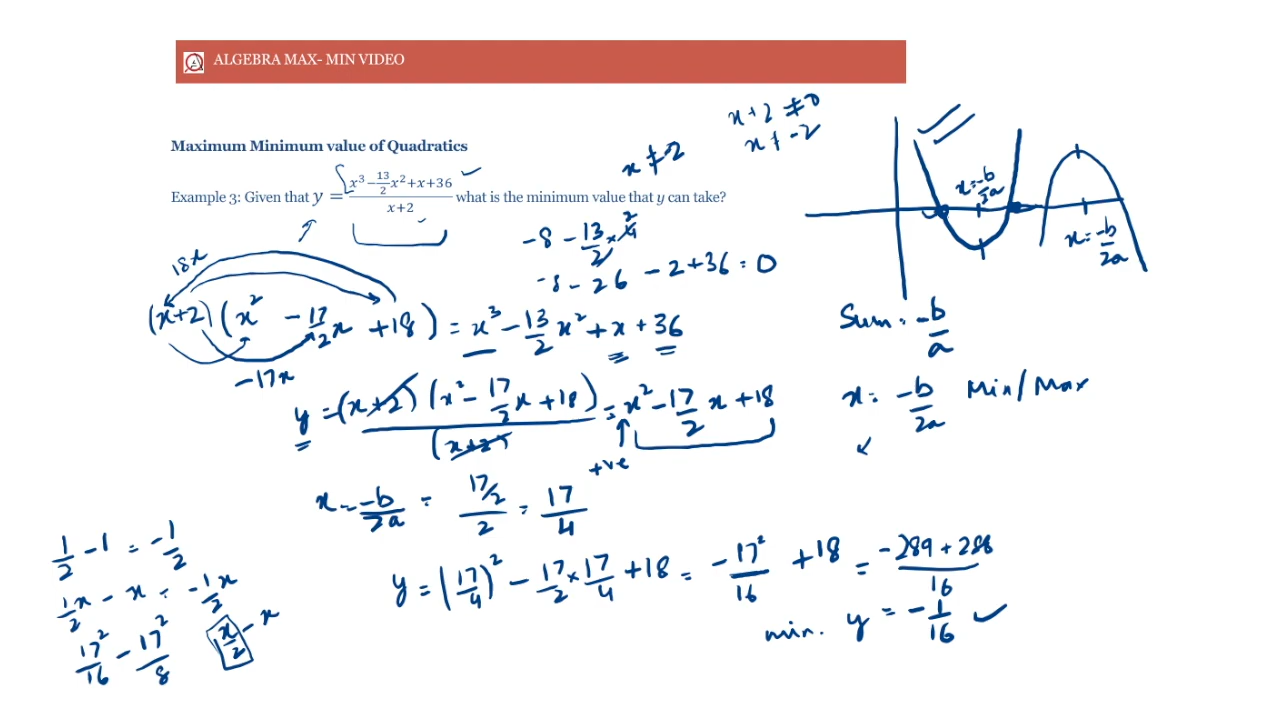 ALGEBRA MAX- MIN VIDEO
Maximum Minimum value of Quadratics
Example 3: Given that y = (x³ − 13/2 x² + x + 36)/(x+2) what is the minimum value that y can take?
x ≠ 2
x + 2 ≠ 0
x ≠ -2
-8 - 13/2 × 4 2
-8 - 26 - 2 + 36 = 0
x = -b/2a
x = -b/2a
18x
(x+2)(x² - 17/2 x + 18) = x³ - 13/2 x² + x + 36
-17x
Sum = -b/a
y = (x+2)(x² - 17/2 x + 18)/(x+2) = x² - 17/2 x + 18
+ve
x = -b/2a Min/Max
x = -b/2a = (17/2)/2 = 17/4
1/2 - 1 = -1/2
1/2 x - x = -1/2 x
17²/16 - 17²/8
x/2 - x
y = (17/4)² - 17/2 × 17/4 + 18 = -17²/16 + 18 = (-289 + 288)/16
min. y = -1/16